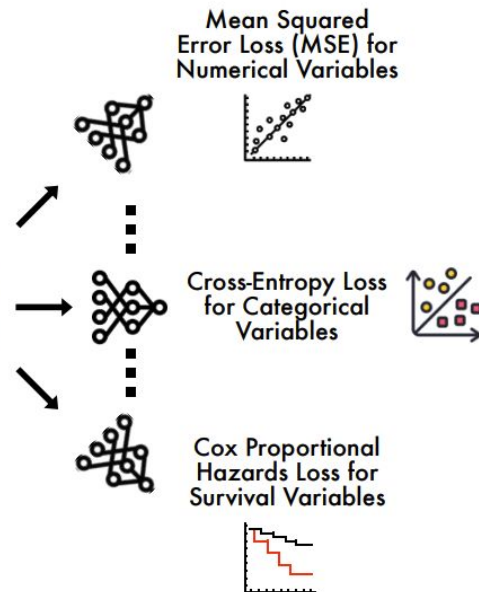 Mean Squared
Error Loss (MSE) for
Numerical Variables
Cross-Entropy Loss
for Categorical
Variables
Cox Proportional
Hazards Loss for
Survival Variables